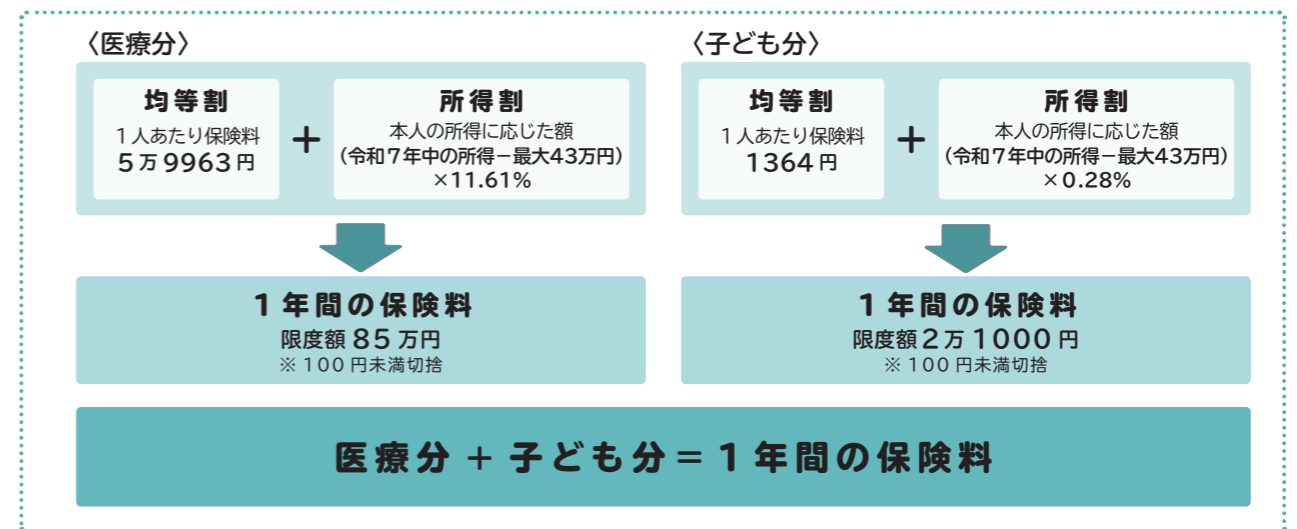 〈医療分〉
均等割
1人あたり保険料
5万9963円
＋
所得割
本人の所得に応じた額
(令和7年中の所得－最大43万円)
×11.61%
1年間の保険料
限度額85万円
※100円未満切捨
〈子ども分〉
均等割
1人あたり保険料
1364円
＋
所得割
本人の所得に応じた額
(令和7年中の所得－最大43万円)
×0.28%
1年間の保険料
限度額2万1000円
※100円未満切捨
医療分＋子ども分＝1年間の保険料